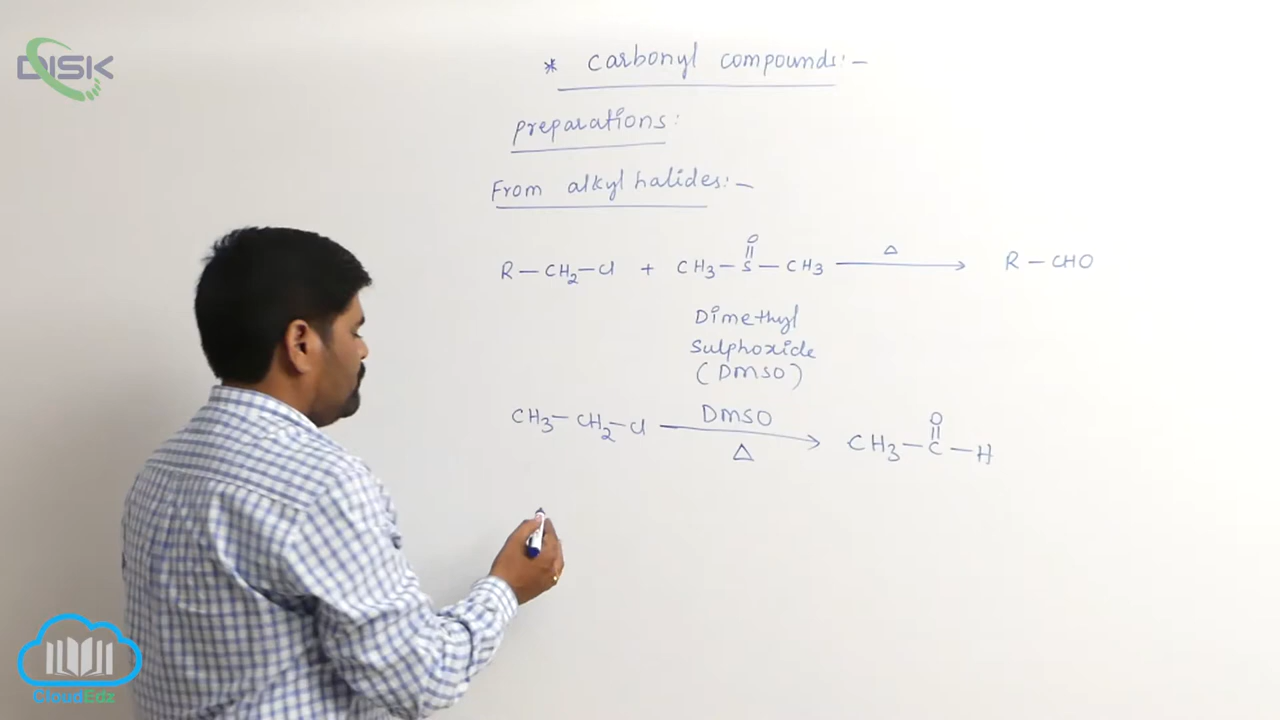 DISK
* carbonyl compounds:-
preparations:
From alkyl halides:-
O
R-CH2-Cl + CH3-S-CH3 Δ→ R-CHO
Dimethyl
Sulphoxide
(DMSO)
O
CH3-CH2-Cl DMSO→ CH3-C-H
Δ
CloudEdz